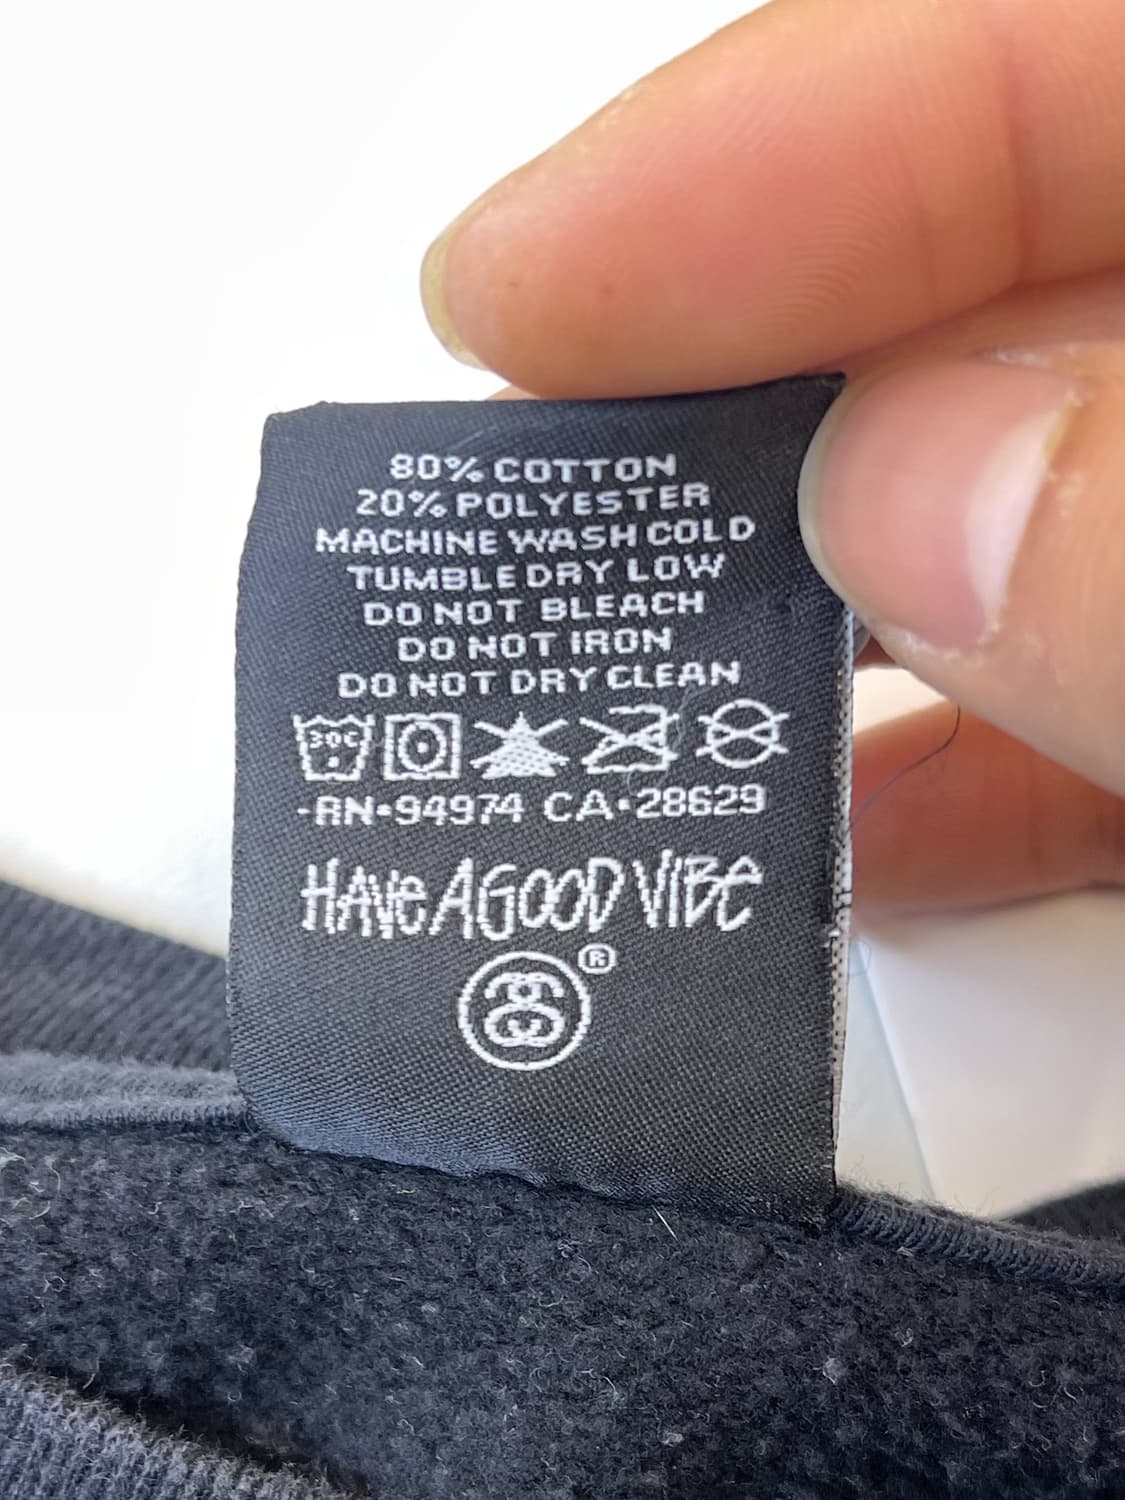 80% COTTON
20% POLYESTER
MACHINE WASH COLD
TUMBLE DRY LOW
DO NOT BLEACH
DO NOT IRON
DO NOT DRY CLEAN
30C
-RN•94974 CA•28629
HAVE A GOOD VIBE
®